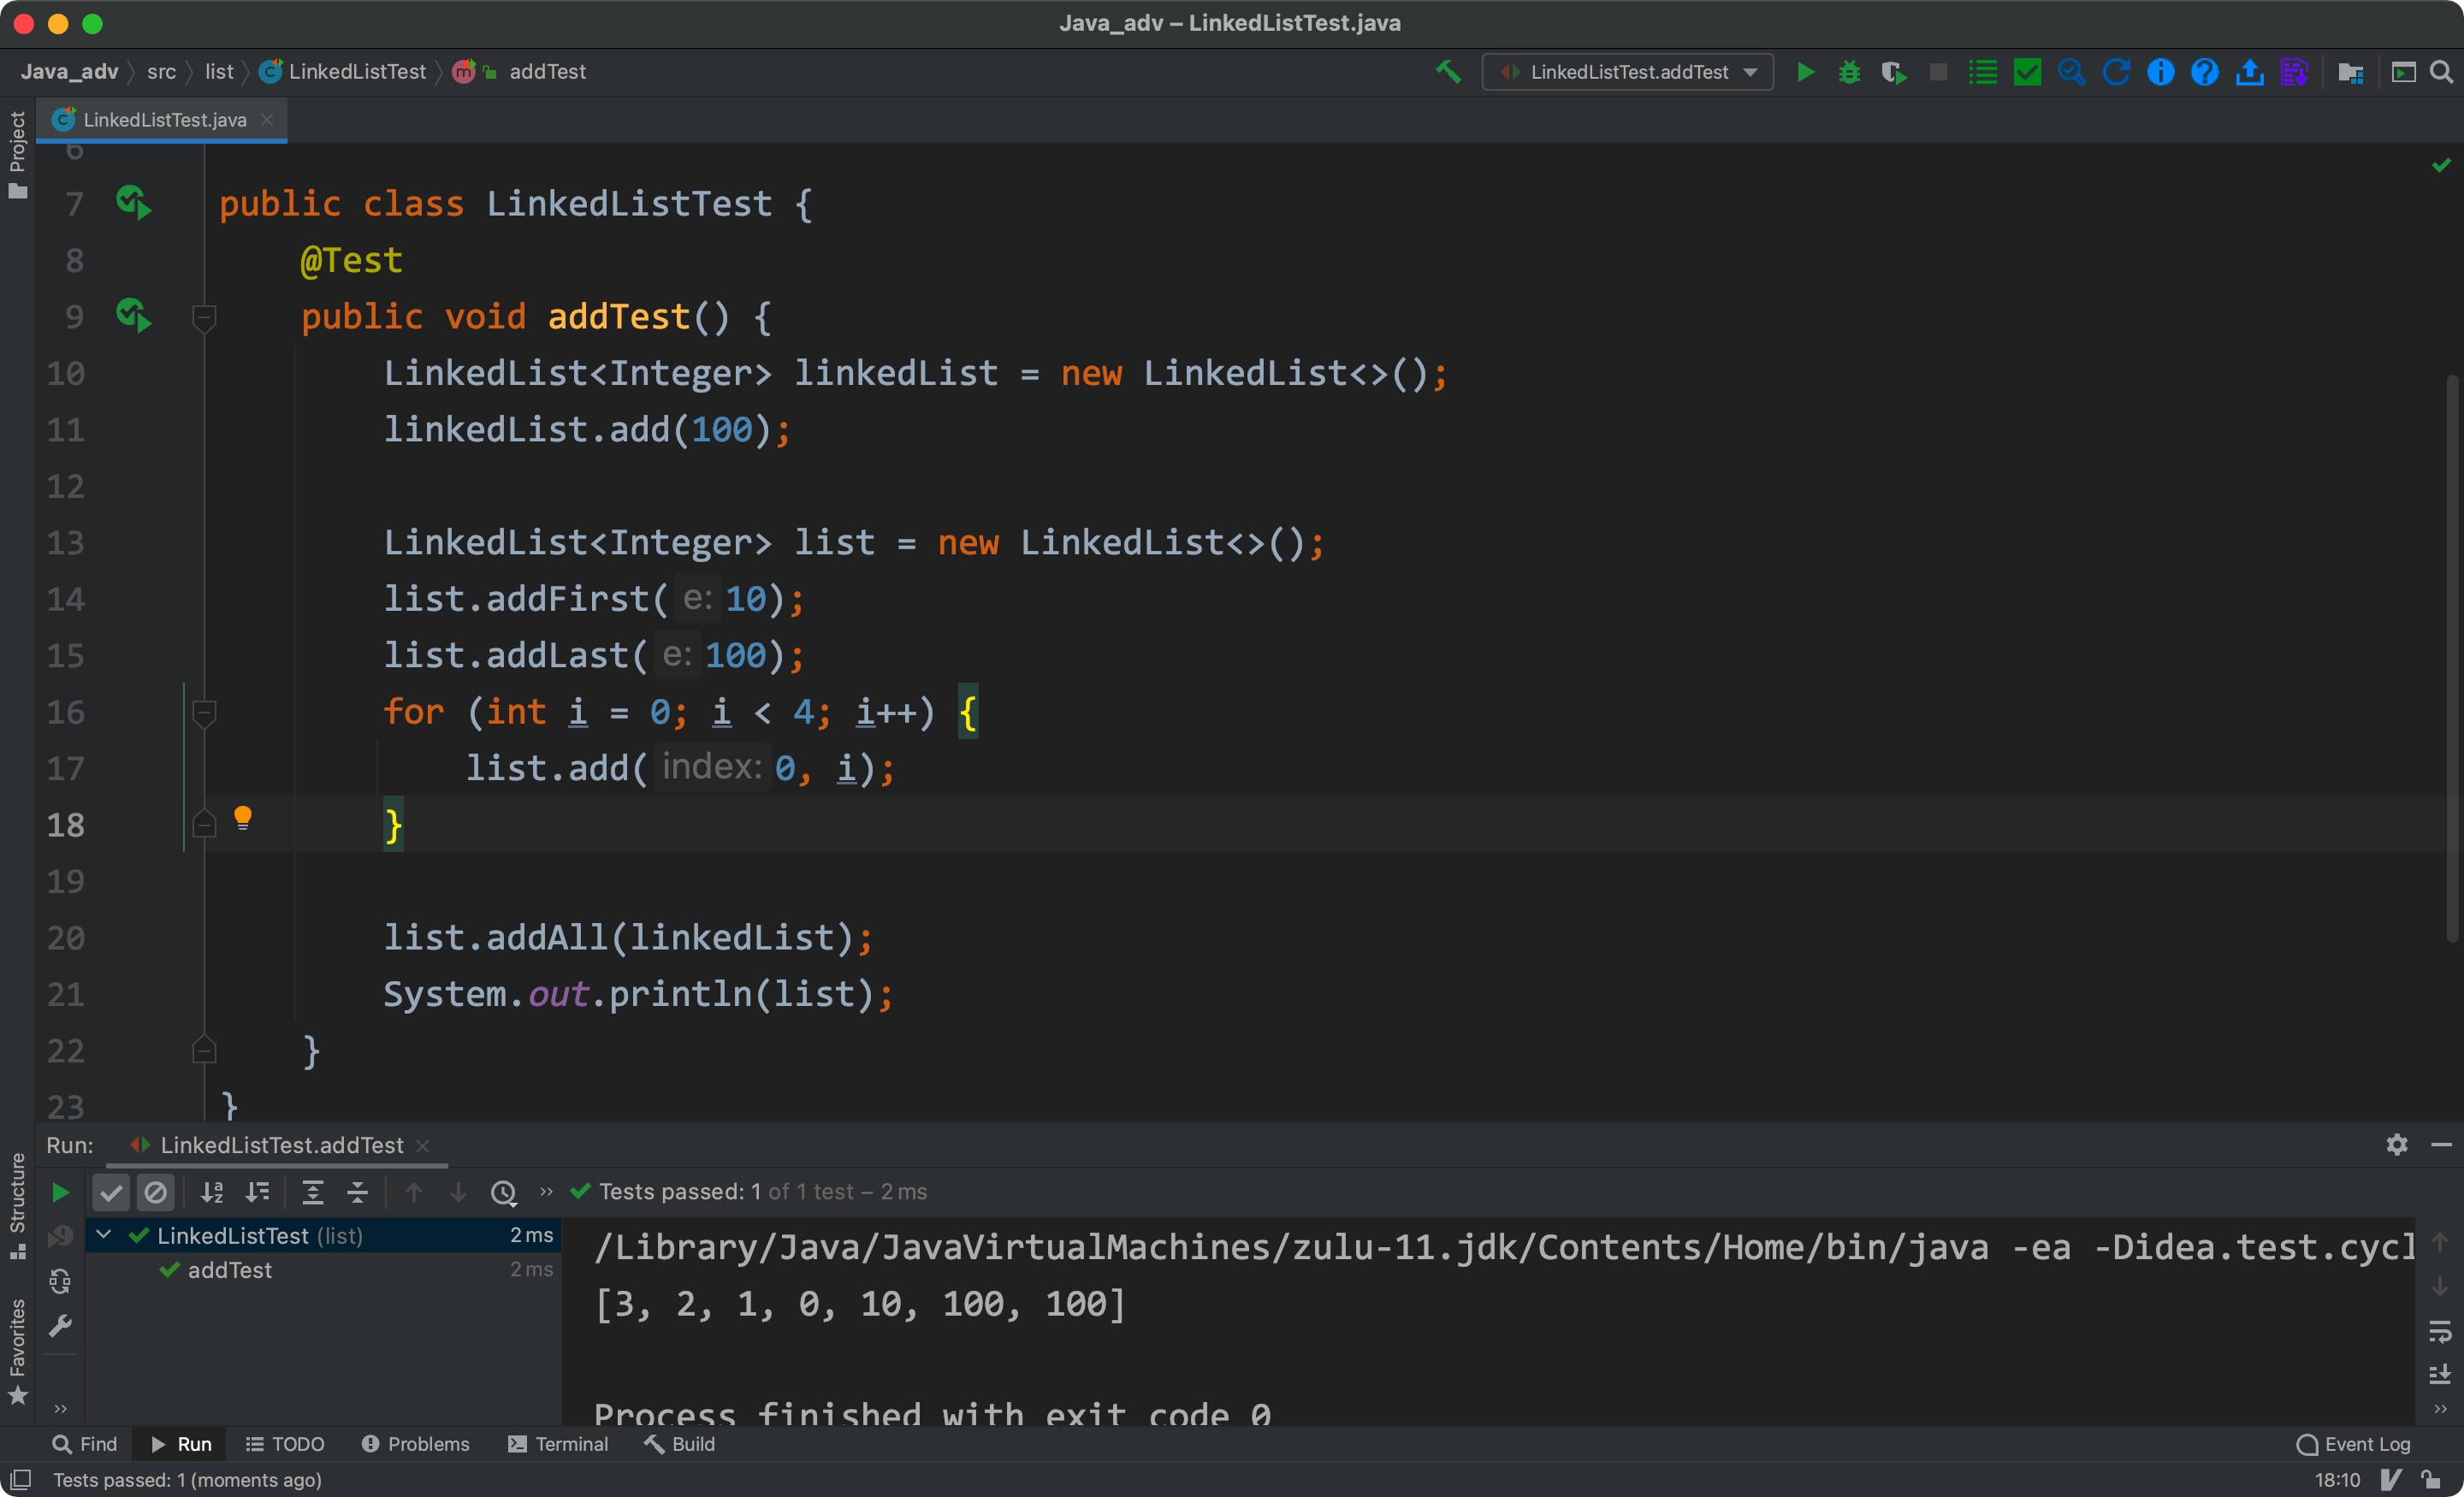 Java_adv – LinkedListTest.java
Java_adv src list LinkedListTest addTest LinkedListTest.addTest
Project
LinkedListTest.java
6
7 public class LinkedListTest {
8 @Test
9 public void addTest() {
10 LinkedList<Integer> linkedList = new LinkedList<>();
11 linkedList.add(100);
12
13 LinkedList<Integer> list = new LinkedList<>();
14 list.addFirst( e: 10);
15 list.addLast( e: 100);
16 for (int i = 0; i < 4; i++) {
17 list.add( index: 0, i);
18 }
19
20 list.addAll(linkedList);
21 System.out.println(list);
22 }
23 }
Structure
Favorites
Run: LinkedListTest.addTest
Tests passed: 1 of 1 test – 2 ms
LinkedListTest (list) 2 ms
addTest 2 ms
/Library/Java/JavaVirtualMachines/zulu-11.jdk/Contents/Home/bin/java -ea -Didea.test.cycl
[3, 2, 1, 0, 10, 100, 100]
Process finished with exit code 0
Find Run TODO Problems Terminal Build Event Log
Tests passed: 1 (moments ago) 18:10